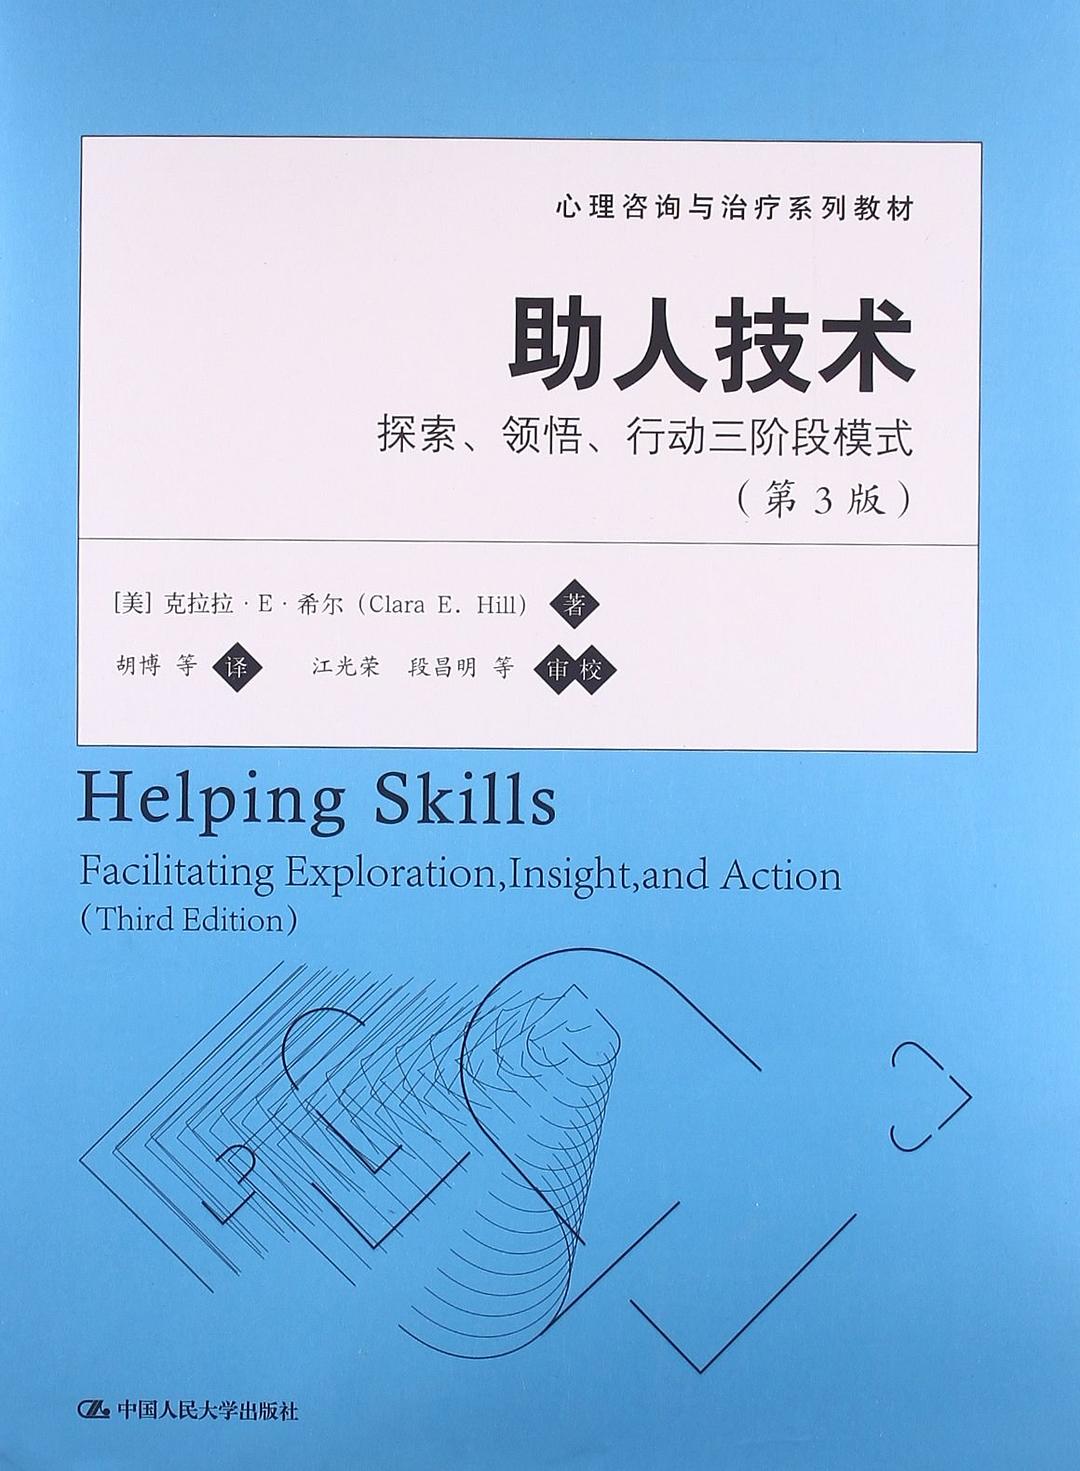 心理咨询与治疗系列教材
助人技术
探索、领悟、行动三阶段模式
（第3版）
[美] 克拉拉·E·希尔（Clara E. Hill） 著
胡博 等 译 江光荣 段昌明 等 审校
Helping Skills
Facilitating Exploration,Insight,and Action
(Third Edition)
中国人民大学出版社